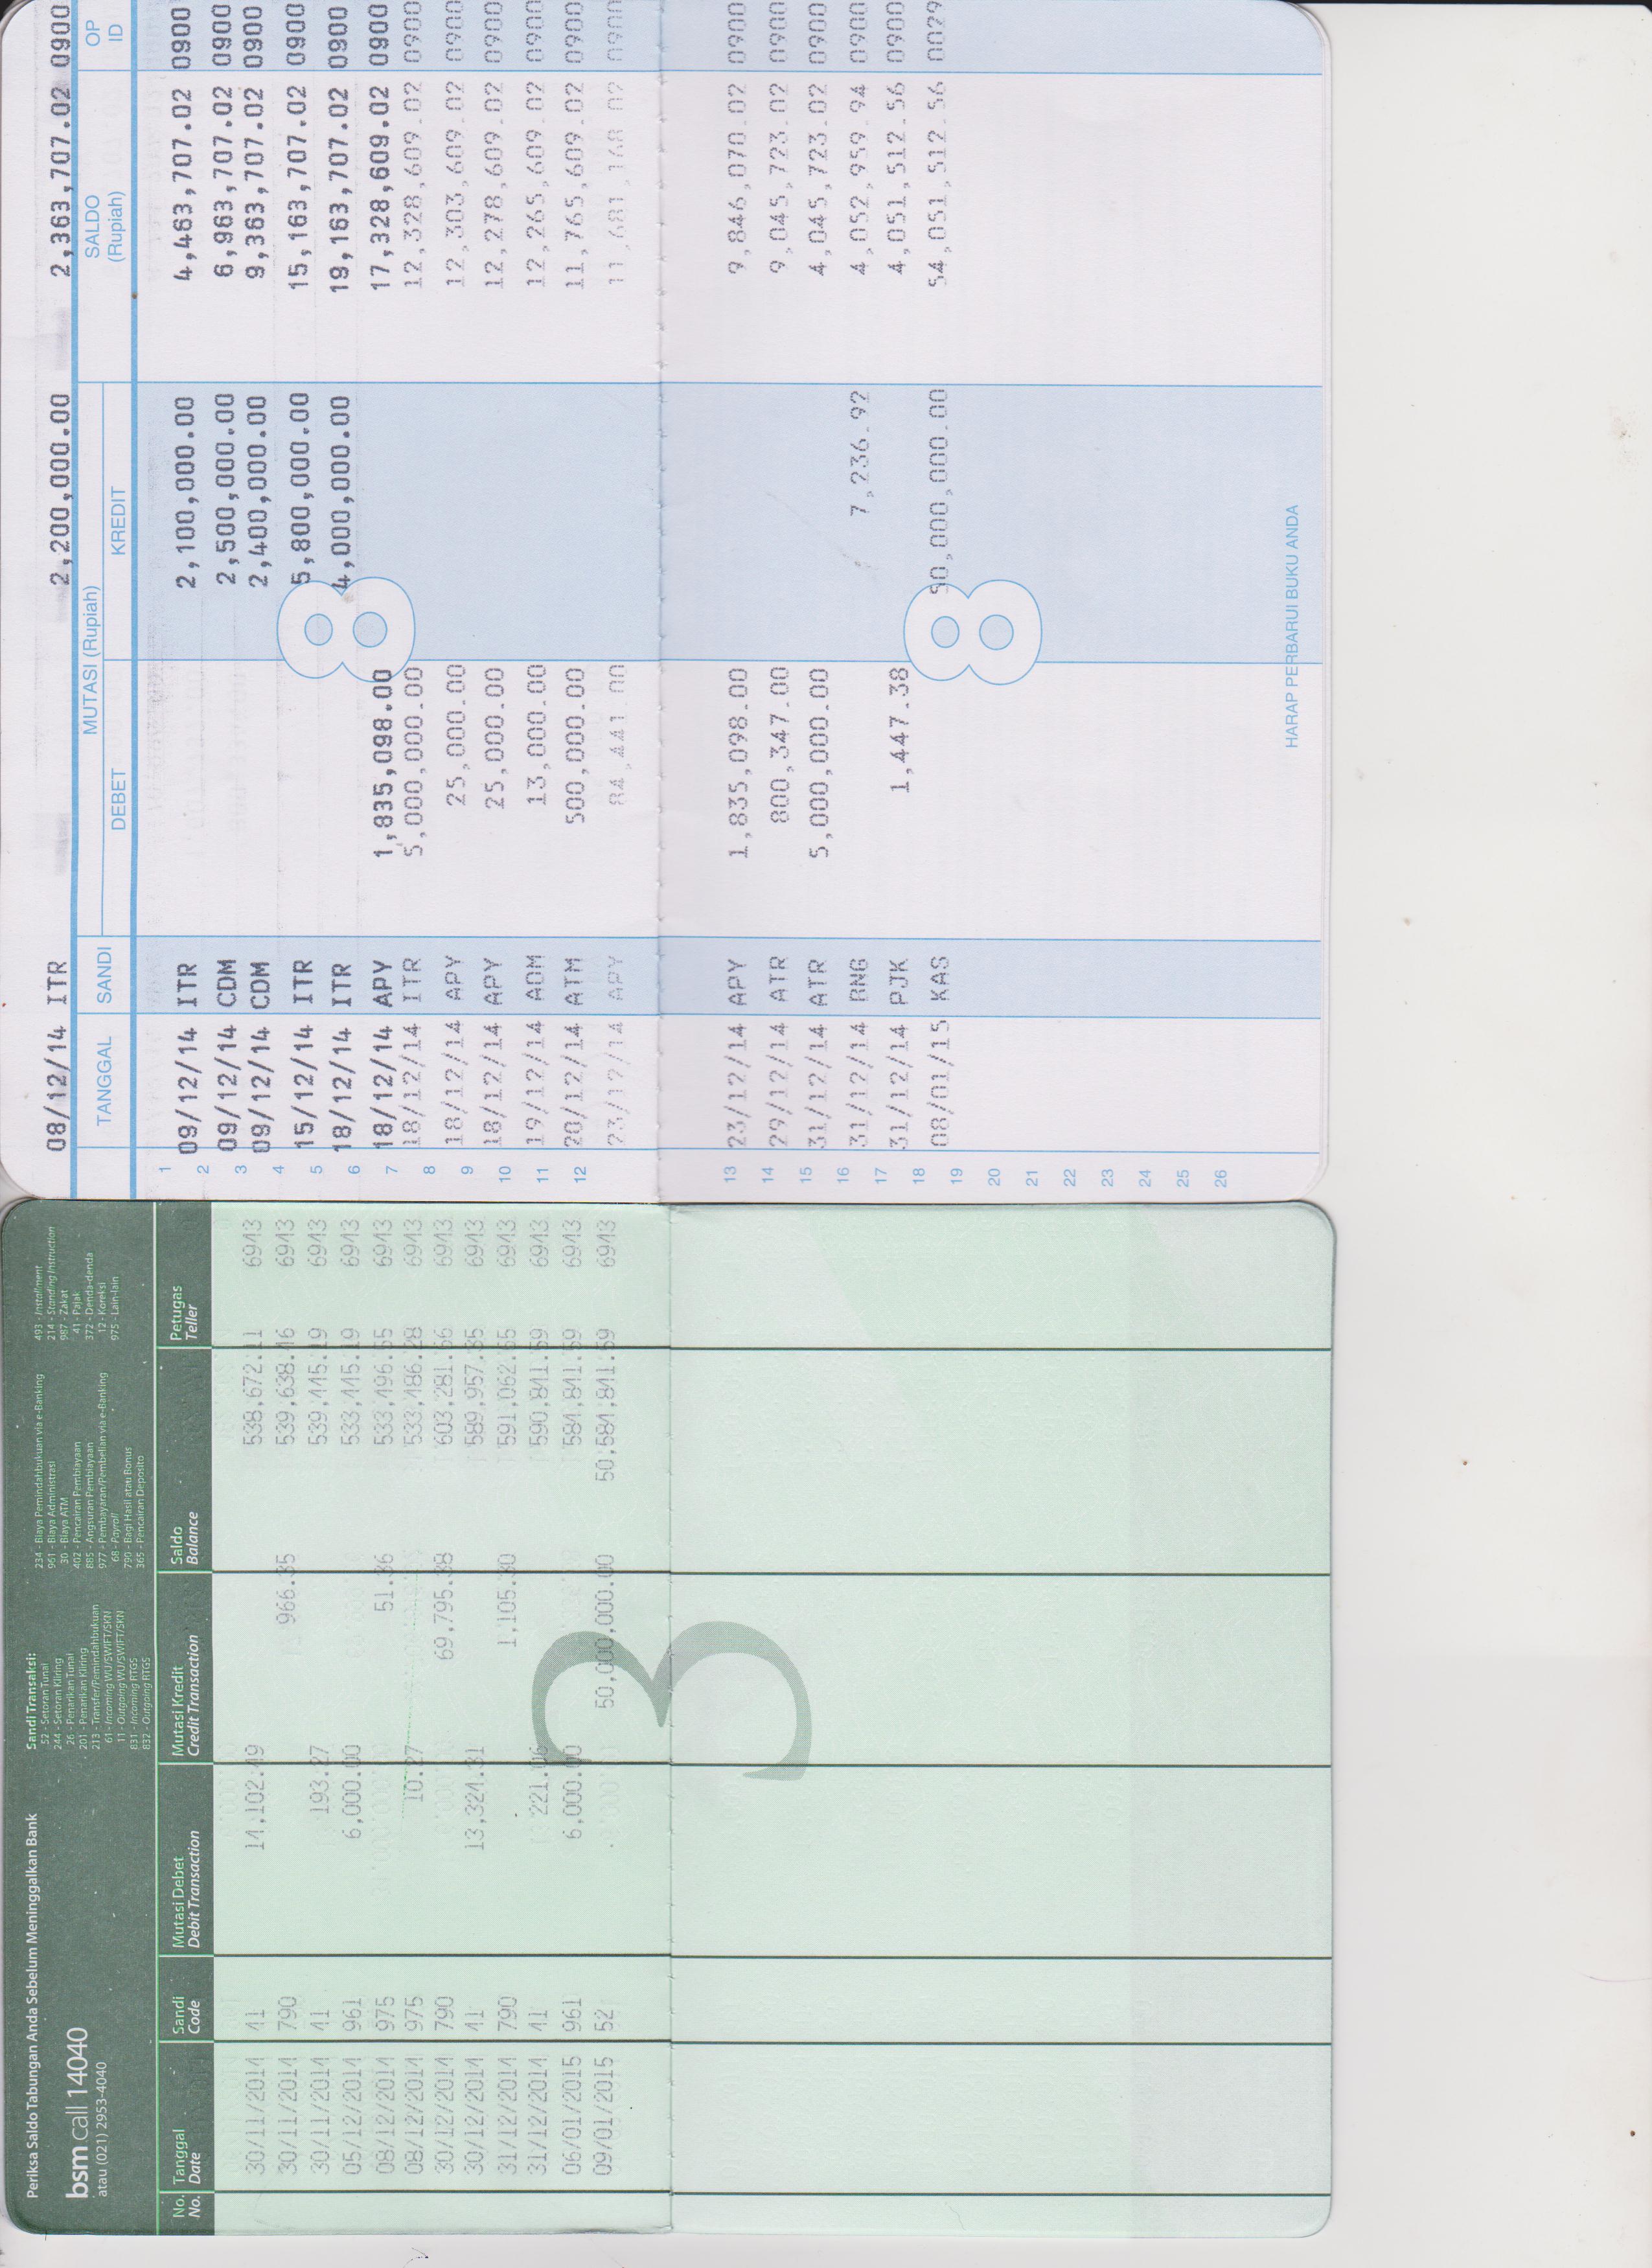 08/12/14 ITR 2,200,000.00 2,363,707.02 0900
TANGGAL SANDI MUTASI (Rupiah) SALDO (Rupiah) OP ID
DEBET KREDIT
1 09/12/14 ITR 2,100,000.00 4,463,707.02 0900
2 09/12/14 CDM 2,500,000.00 6,963,707.02 0900
3 09/12/14 CDM 2,400,000.00 9,363,707.02 0900
4 15/12/14 ITR 5,800,000.00 15,163,707.02 0900
5 18/12/14 ITR 4,000,000.00 19,163,707.02 0900
6 18/12/14 APY 1,835,098.00 17,328,609.02 0900
7 18/12/14 ITR 5,000,000.00 12,328,609.02 0900
8 18/12/14 APY 25,000.00 12,303,609.02 0900
9 18/12/14 APY 25,000.00 12,278,609.02 0900
10 19/12/14 ADM 13,000.00 12,265,609.02 0900
11 20/12/14 ATM 500,000.00 11,765,609.02 0900
12 23/12/14 APY 84,441.00 11,681,168.02 0900
8
13 23/12/14 APY 1,835,098.00 9,846,070.02 0900
14 29/12/14 ATR 800,347.00 9,045,723.02 0900
15 31/12/14 ATR 5,000,000.00 4,045,723.02 0900
16 31/12/14 BNG 7,236.92 4,052,959.94 0900
17 31/12/14 PJK 1,447.38 4,051,512.56 0900
18 08/01/15 KAS 50,000,000.00 54,051,512.56 0029
19
20
21
22
23
24
25
26
8
HARAP PERBARUI BUKU ANDA
Periksa Saldo Tabungan Anda Sebelum Meninggalkan Bank
bsm call 14040
atau (021) 2953-4040
Sandi Transaksi:
52 - Setoran Tunai
244 - Setoran Kliring
26 - Penarikan Tunai
201 - Penarikan Kliring
213 - Transfer/Pemindahbukuan
61 - Incoming WU/SWIFT/SKN
11 - Outgoing WU/SWIFT/SKN
831 - Incoming RTGS
832 - Outgoing RTGS
234 - Biaya Pemindahbukuan via e-Banking
961 - Biaya Administrasi
30 - Biaya ATM
402 - Pencairan Pembiayaan
885 - Angsuran Pembiayaan
977 - Pembayaran/Pembelian via e-Banking
68 - Payroll
790 - Bagi Hasil atau Bonus
365 - Pencairan Deposito
493 - Installment
214 - Standing Instruction
987 - Zakat
41 - Pajak
372 - Denda-denda
12 - Koreksi
975 - Lain-lain
No. Tanggal Sandi Mutasi Debet Mutasi Kredit Saldo Petugas
No. Date Code Debit Transaction Credit Transaction Balance Teller
30/11/2014 41 14,102.49 538,672.11 6943
30/11/2014 790 966.35 539,638.46 6943
30/11/2014 41 193.27 539,445.19 6943
05/12/2014 961 6,000.00 533,445.19 6943
08/12/2014 975 51.36 533,496.55 6943
08/12/2014 975 10.27 533,486.28 6943
30/12/2014 790 69,795.38 603,281.66 6943
30/12/2014 41 13,324.31 589,957.35 6943
31/12/2014 790 1,105.30 591,062.65 6943
31/12/2014 41 221.06 590,841.59 6943
06/01/2015 961 6,000.00 584,841.59 6943
09/01/2015 52 50,000,000.00 50,584,841.59 6943
3